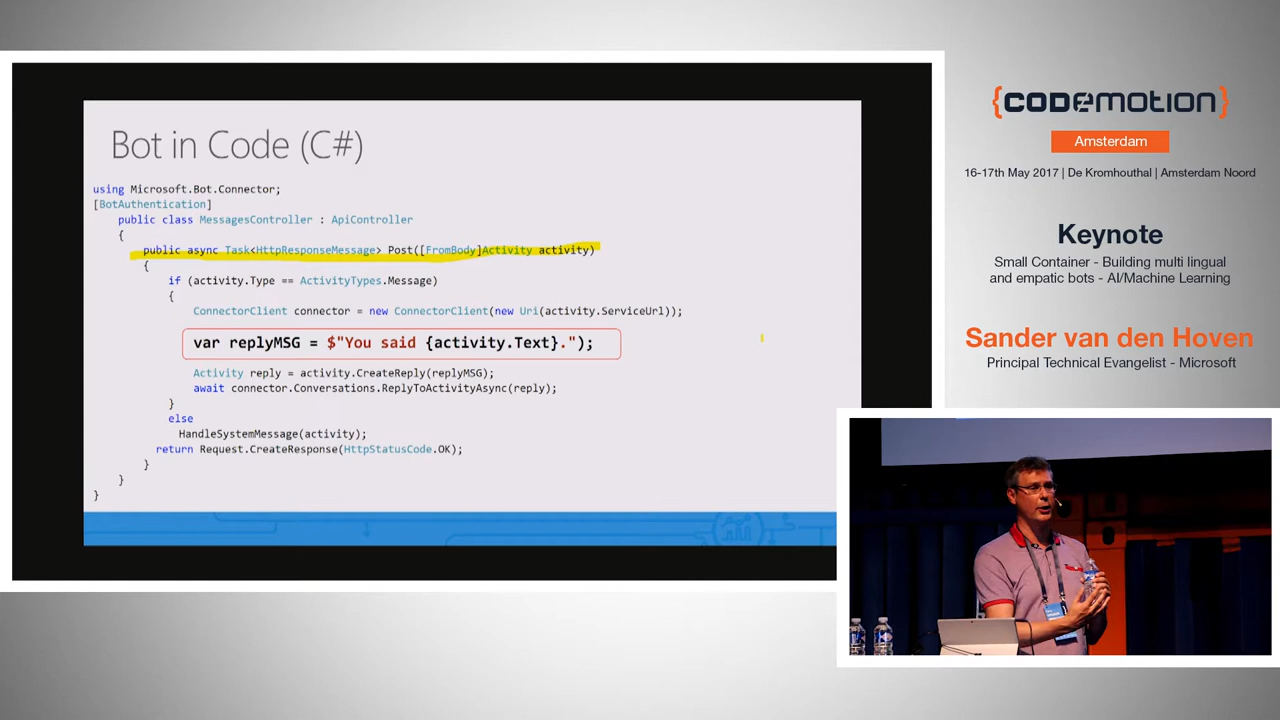 Bot in Code (C#)
using Microsoft.Bot.Connector;
[BotAuthentication]
public class MessagesController : ApiController
{
public async Task<HttpResponseMessage> Post([FromBody]Activity activity)
{
if (activity.Type == ActivityTypes.Message)
{
ConnectorClient connector = new ConnectorClient(new Uri(activity.ServiceUrl));
var replyMSG = $"You said {activity.Text}.");
Activity reply = activity.CreateReply(replyMSG);
await connector.Conversations.ReplyToActivityAsync(reply);
}
else
HandleSystemMessage(activity);
return Request.CreateResponse(HttpStatusCode.OK);
}
}
}
{codemotion}
Amsterdam
16-17th May 2017 | De Kromhouthal | Amsterdam Noord
Keynote
Small Container - Building multi lingual
and empatic bots - AI/Machine Learning
Sander van den Hoven
Principal Technical Evangelist - Microsoft